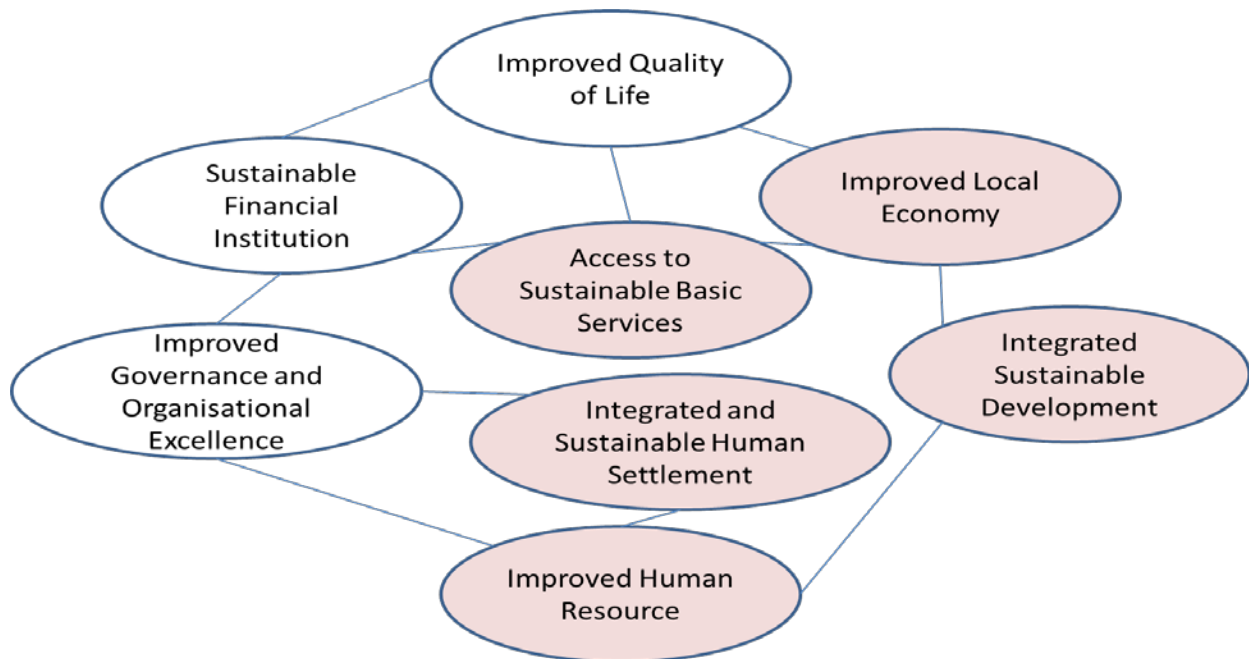 Improved Quality
of Life
Sustainable
Financial
Institution
Improved Local
Economy
Access to
Sustainable Basic
Services
Improved
Governance and
Organisational
Excellence
Integrated
Sustainable
Development
Integrated and
Sustainable Human
Settlement
Improved Human
Resource